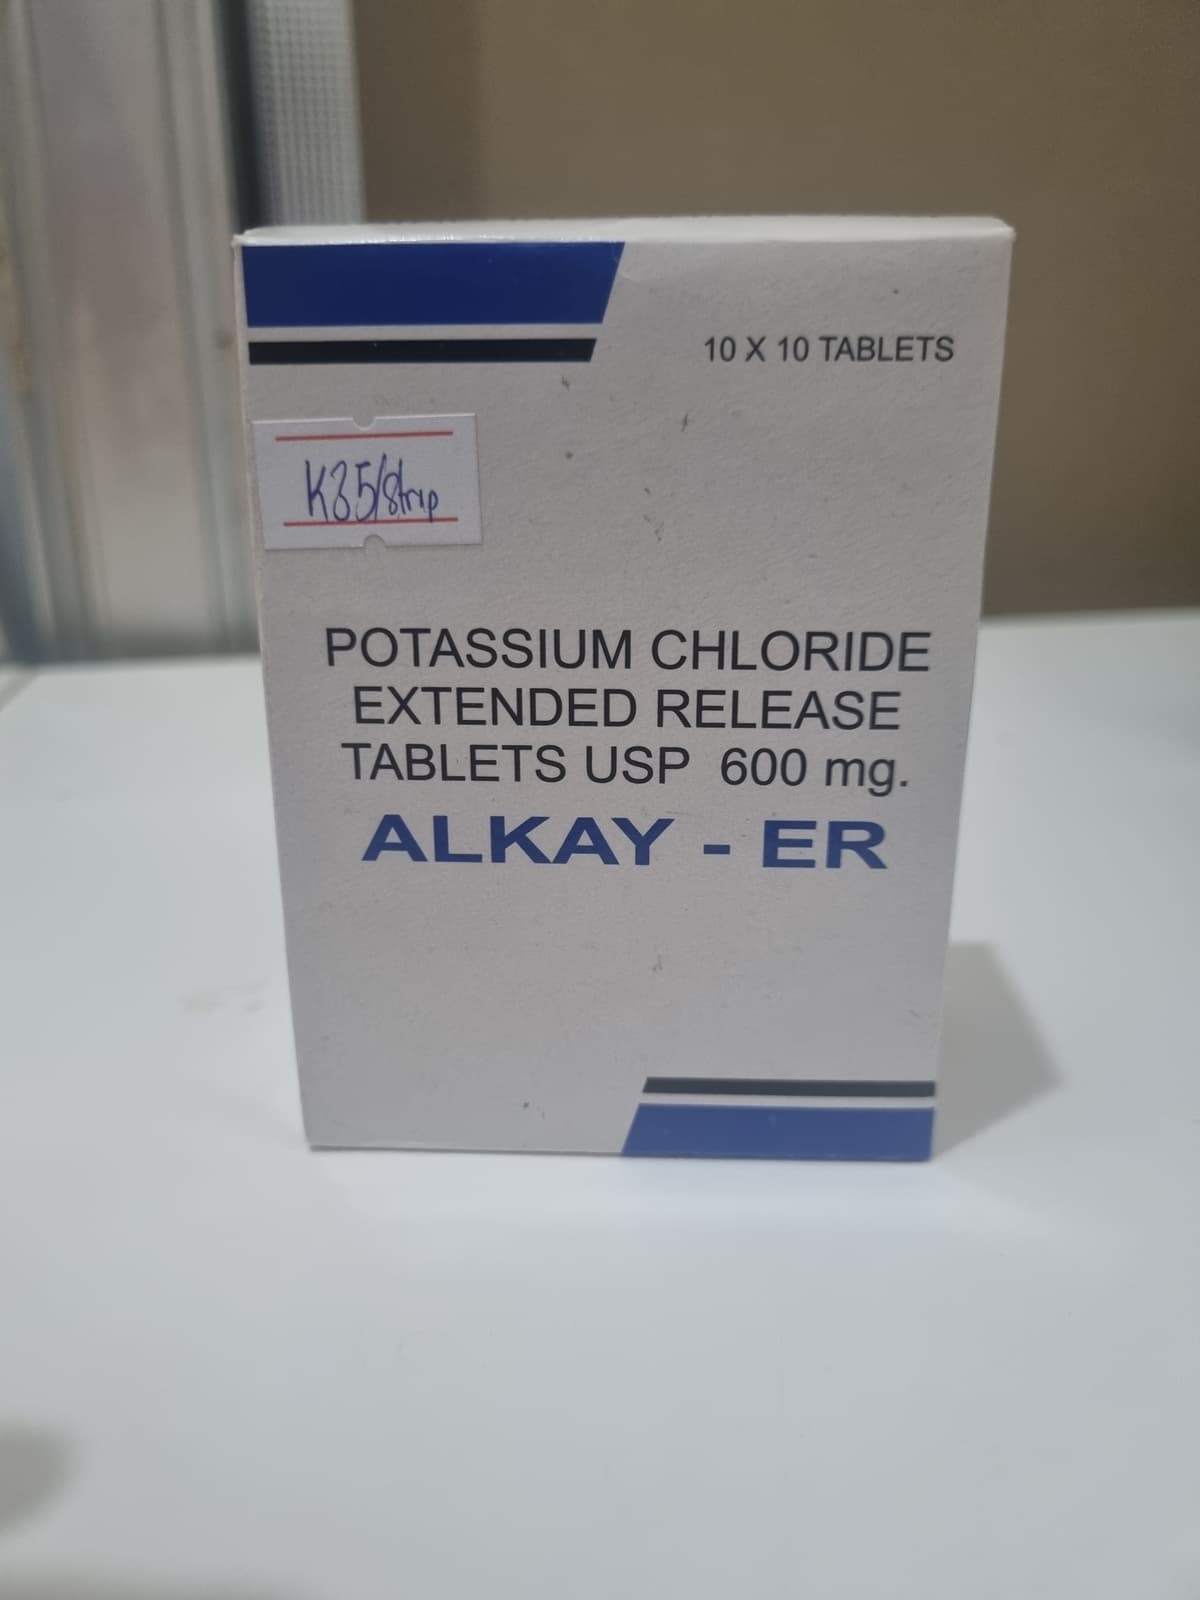 10 X 10 TABLETS
K35/strip
POTASSIUM CHLORIDE
EXTENDED RELEASE
TABLETS USP 600 mg.
ALKAY - ER